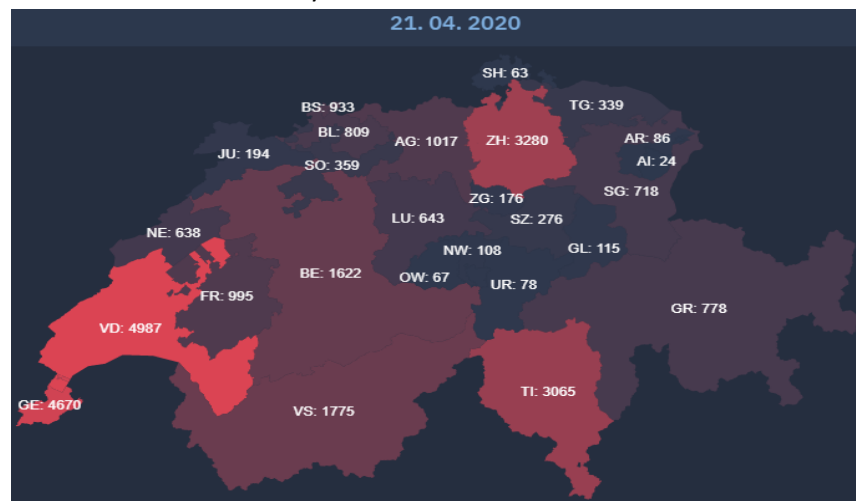 21. 04. 2020
SH: 63
BS: 933
TG: 339
BL: 809
AG: 1017
ZH: 3280
AR: 86
JU: 194
SO: 359
AI: 24
ZG: 176
SG: 718
LU: 643
SZ: 276
NE: 638
NW: 108
GL: 115
BE: 1622
OW: 67
UR: 78
FR: 995
GR: 778
VD: 4987
TI: 3065
GE: 4670
VS: 1775